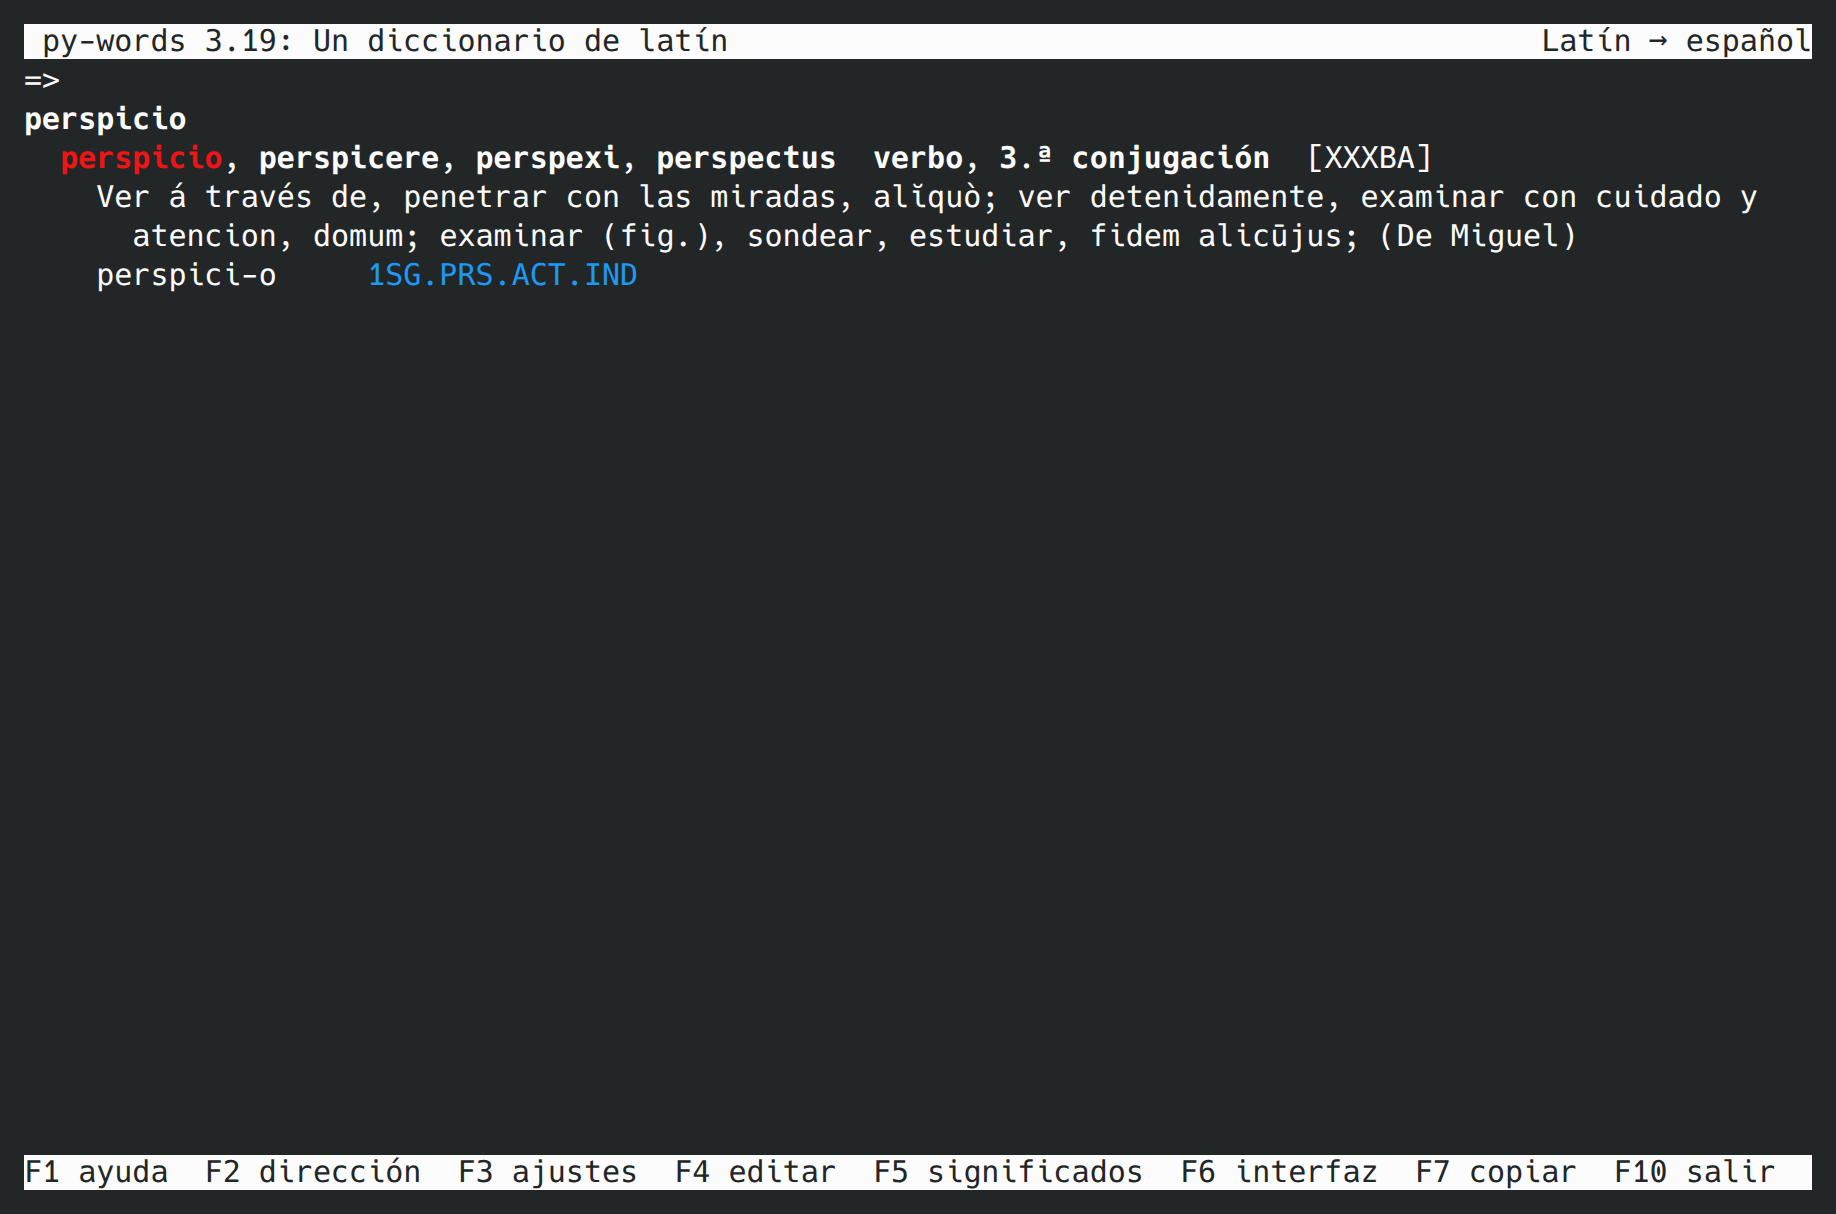 py-words 3.19: Un diccionario de latín Latín → español
=>
perspicio
perspicio, perspicere, perspexi, perspectus verbo, 3.ª conjugación [XXXBA]
Ver á través de, penetrar con las miradas, alĭquò; ver detenidamente, examinar con cuidado y
atencion, domum; examinar (fig.), sondear, estudiar, fidem alicūjus; (De Miguel)
perspici-o 1SG.PRS.ACT.IND
F1 ayuda F2 dirección F3 ajustes F4 editar F5 significados F6 interfaz F7 copiar F10 salir